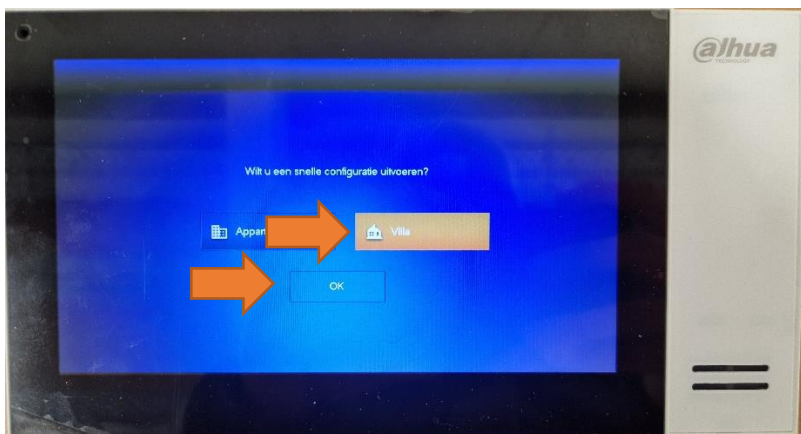 alhua
TECHNOLOGY
Wilt u een snelle configuratie uitvoeren?
Villa
OK